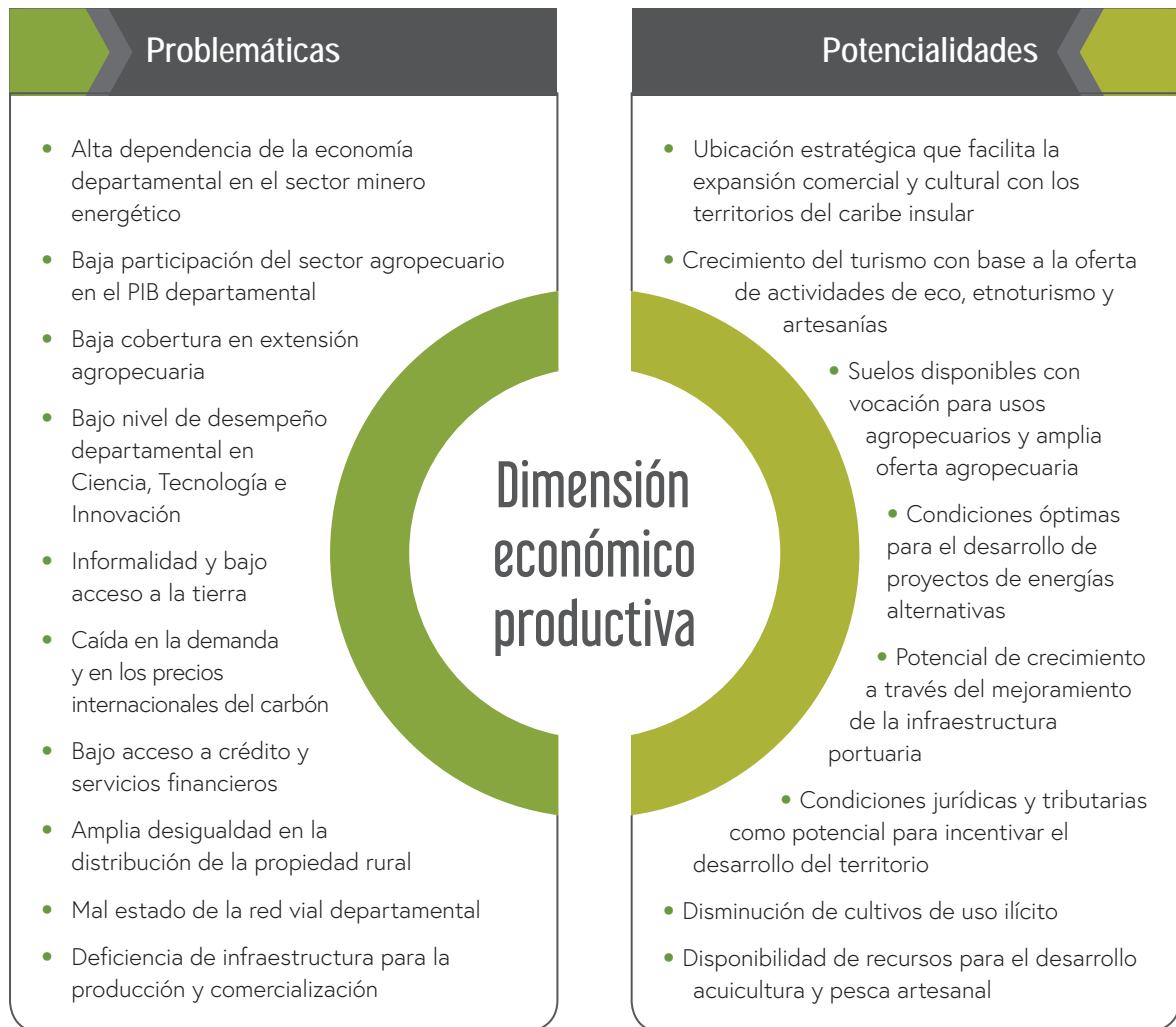 Problemáticas
Alta dependencia de la economía
departamental en el sector minero
energético
Baja participación del sector agropecuario
en el PIB departamental
Baja cobertura en extensión
agropecuaria
Bajo nivel de desempeño
departamental en
Ciencia, Tecnología e
Innovación
Informalidad y bajo
acceso a la tierra
Caída en la demanda
y en los precios
internacionales del carbón
Bajo acceso a crédito y
servicios financieros
Amplia desigualdad en la
distribución de la propiedad rural
Mal estado de la red vial departamental
Deficiencia de infraestructura para la
producción y comercialización
Dimensión
económico
productiva
Potencialidades
Ubicación estratégica que facilita la
expansión comercial y cultural con los
territorios del caribe insular
Crecimiento del turismo con base a la oferta
de actividades de eco, etnoturismo y
artesanías
Suelos disponibles con
vocación para usos
agropecuarios y amplia
oferta agropecuaria
Condiciones óptimas
para el desarrollo de
proyectos de energías
alternativas
Potencial de crecimiento
a través del mejoramiento
de la infraestructura
portuaria
Condiciones jurídicas y tributarias
como potencial para incentivar el
desarrollo del territorio
Disminución de cultivos de uso ilícito
Disponibilidad de recursos para el desarrollo
acuicultura y pesca artesanal